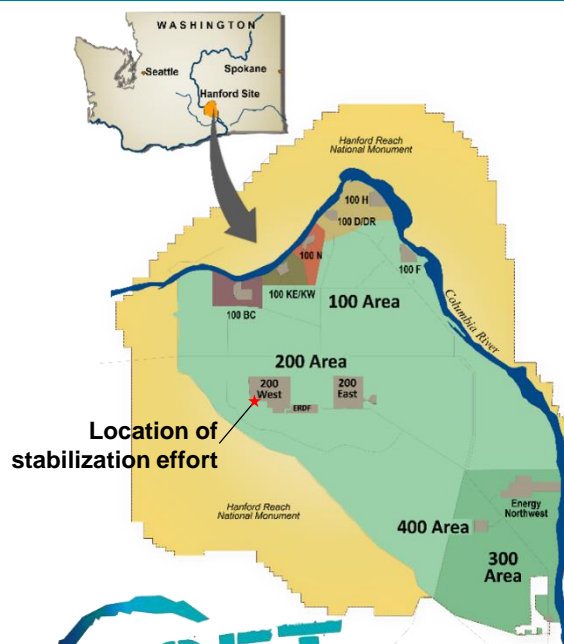 WASHINGTON
Seattle
Spokane
Hanford Site
Hanford Reach
National Monument
100 H
100 D/DR
100 N
100 F
100 KE/KW
100 BC
100 Area
Columbia River
200 Area
200
West
200
East
ERDF
Location of
stabilization effort
Hanford Reach
National Monument
Energy
Northwest
400 Area
300
Area